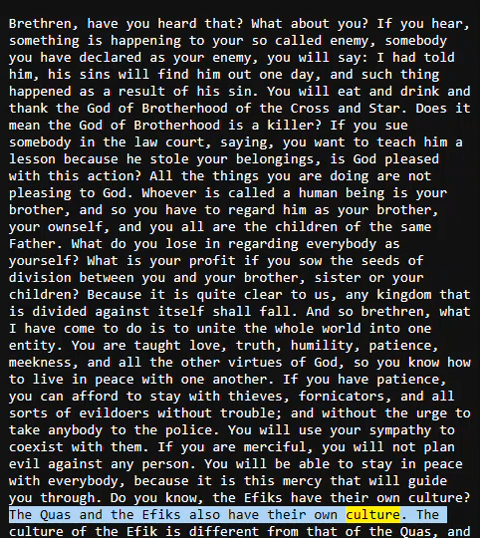 Brethren, have you heard that? What about you? If you hear,
something is happening to your so called enemy, somebody
you have declared as your enemy, you will say: I had told
him, his sins will find him out one day, and such thing
happened as a result of his sin. You will eat and drink and
thank the God of Brotherhood of the Cross and Star. Does it
mean the God of Brotherhood is a killer? If you sue
somebody in the law court, saying, you want to teach him a
lesson because he stole your belongings, is God pleased
with this action? All the things you are doing are not
pleasing to God. Whoever is called a human being is your
brother, and so you have to regard him as your brother,
your ownself, and you all are the children of the same
Father. What do you lose in regarding everybody as
yourself? What is your profit if you sow the seeds of
division between you and your brother, sister or your
children? Because it is quite clear to us, any kingdom that
is divided against itself shall fall. And so brethren, what
I have come to do is to unite the whole world into one
entity. You are taught love, truth, humility, patience,
meekness, and all the other virtues of God, so you know how
to live in peace with one another. If you have patience,
you can afford to stay with thieves, fornicators, and all
sorts of evildoers without trouble; and without the urge to
take anybody to the police. You will use your sympathy to
coexist with them. If you are merciful, you will not plan
evil against any person. You will be able to stay in peace
with everybody, because it is this mercy that will guide
you through. Do you know, the Efiks have their own culture?
The Quas and the Efiks also have their own culture. The
culture of the Efik is different from that of the Quas, and